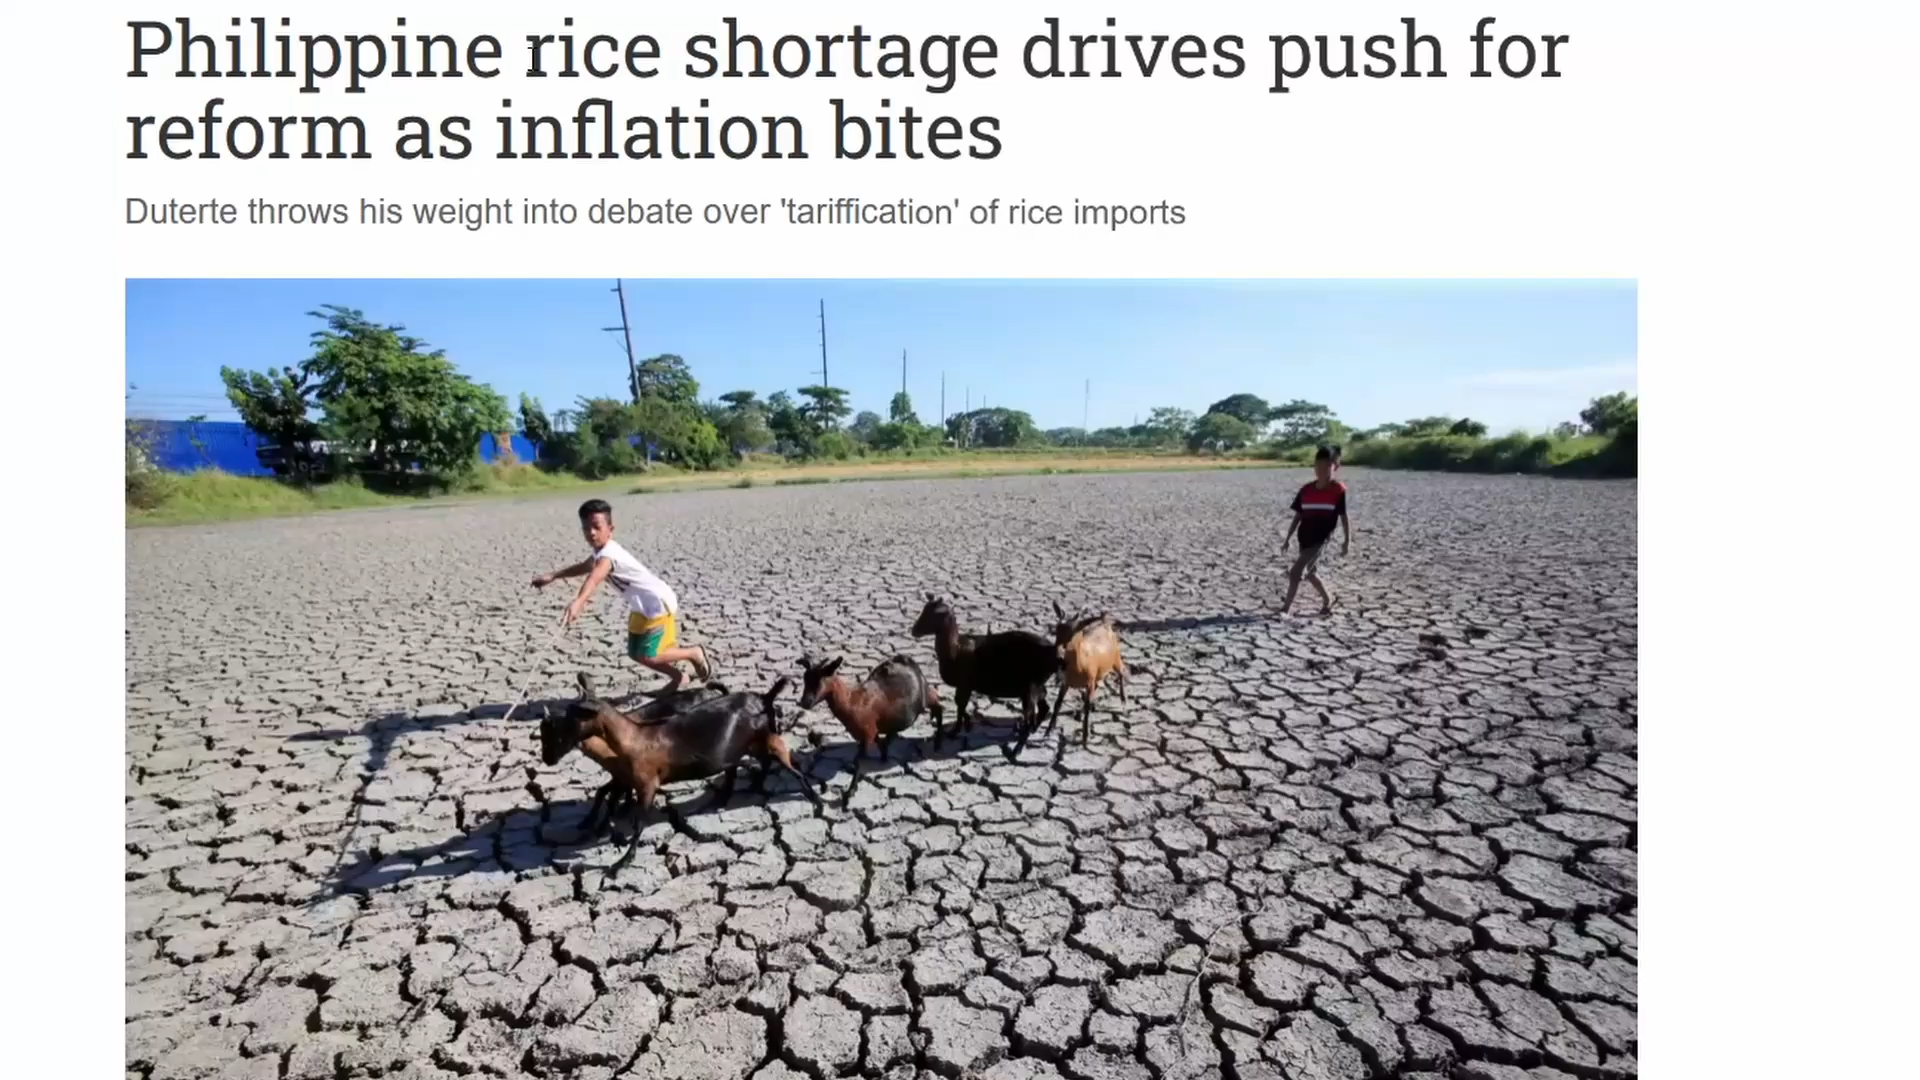 Philippine rice shortage drives push for
reform as inflation bites
Duterte throws his weight into debate over 'tariffication' of rice imports